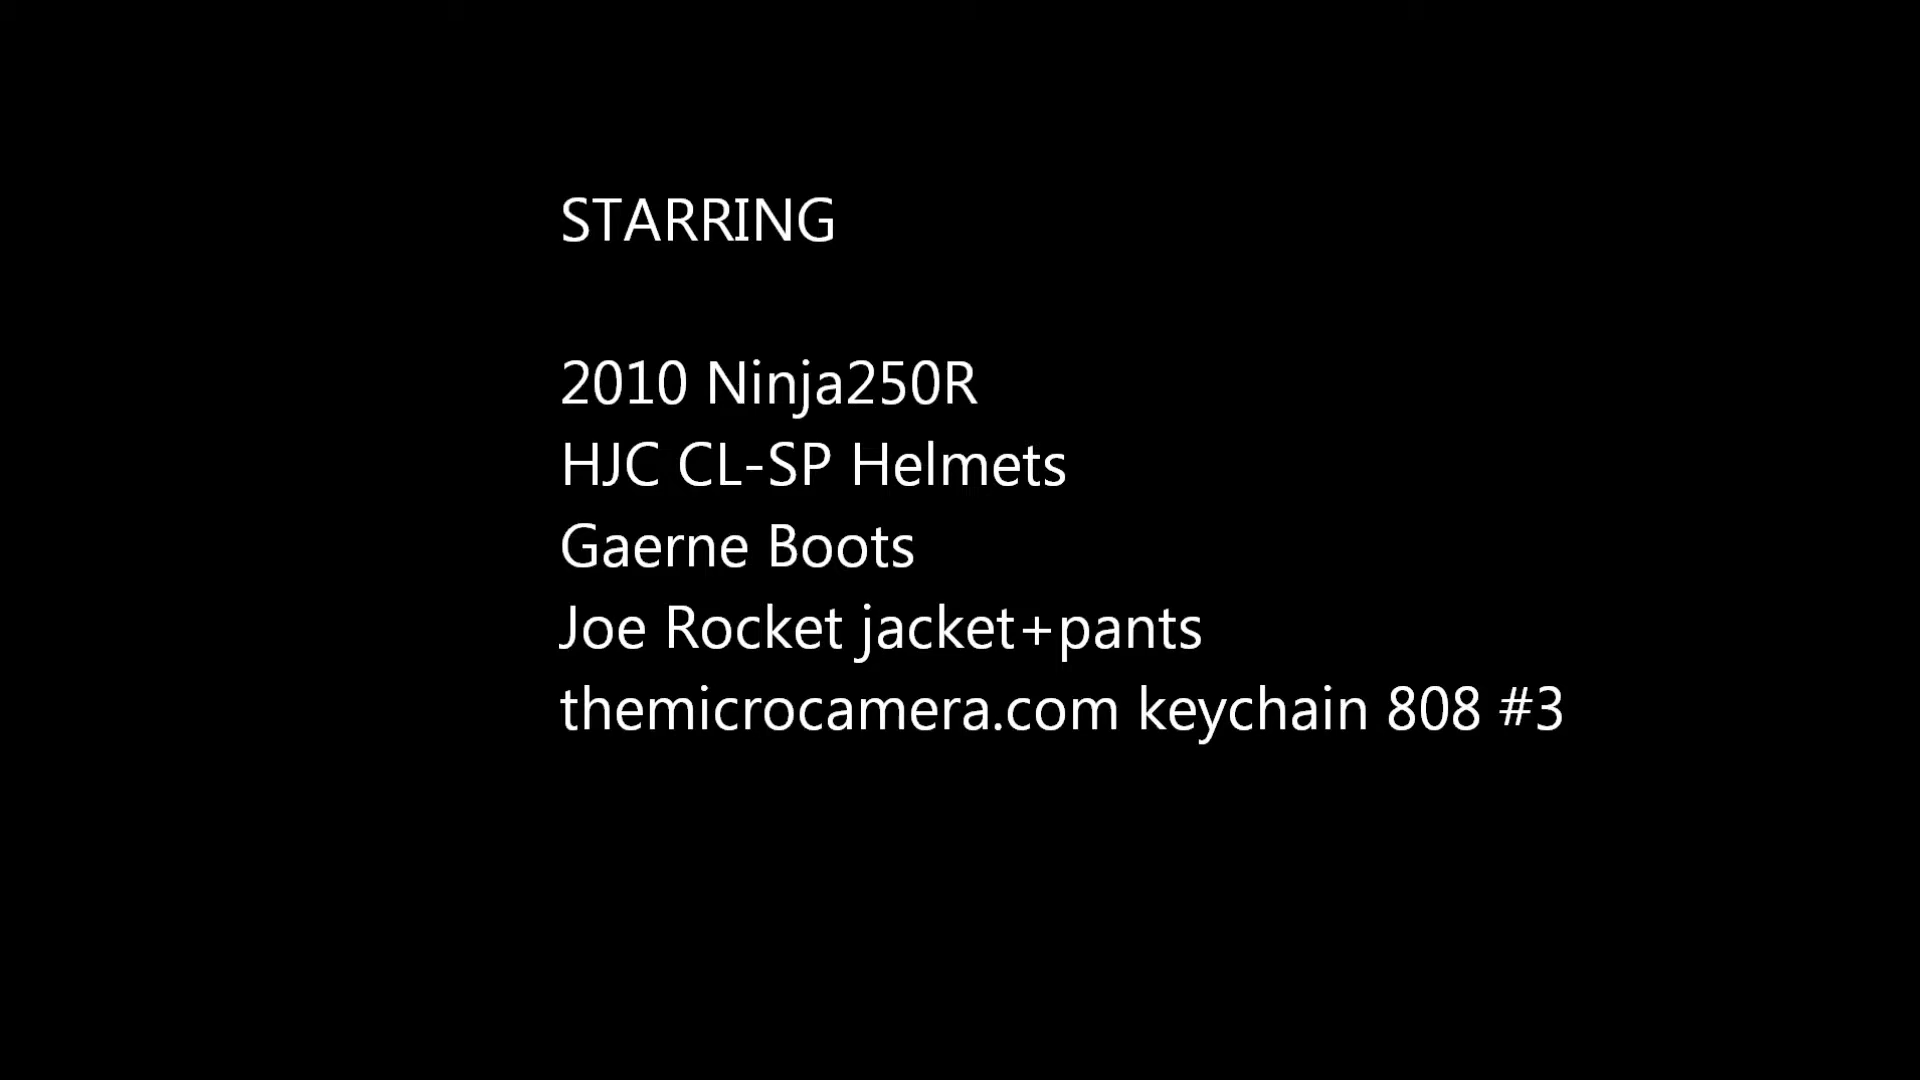 STARRING
2010 Ninja250R
HJC CL-SP Helmets
Gaerne Boots
Joe Rocket jacket+pants
themicrocamera.com keychain 808 #3